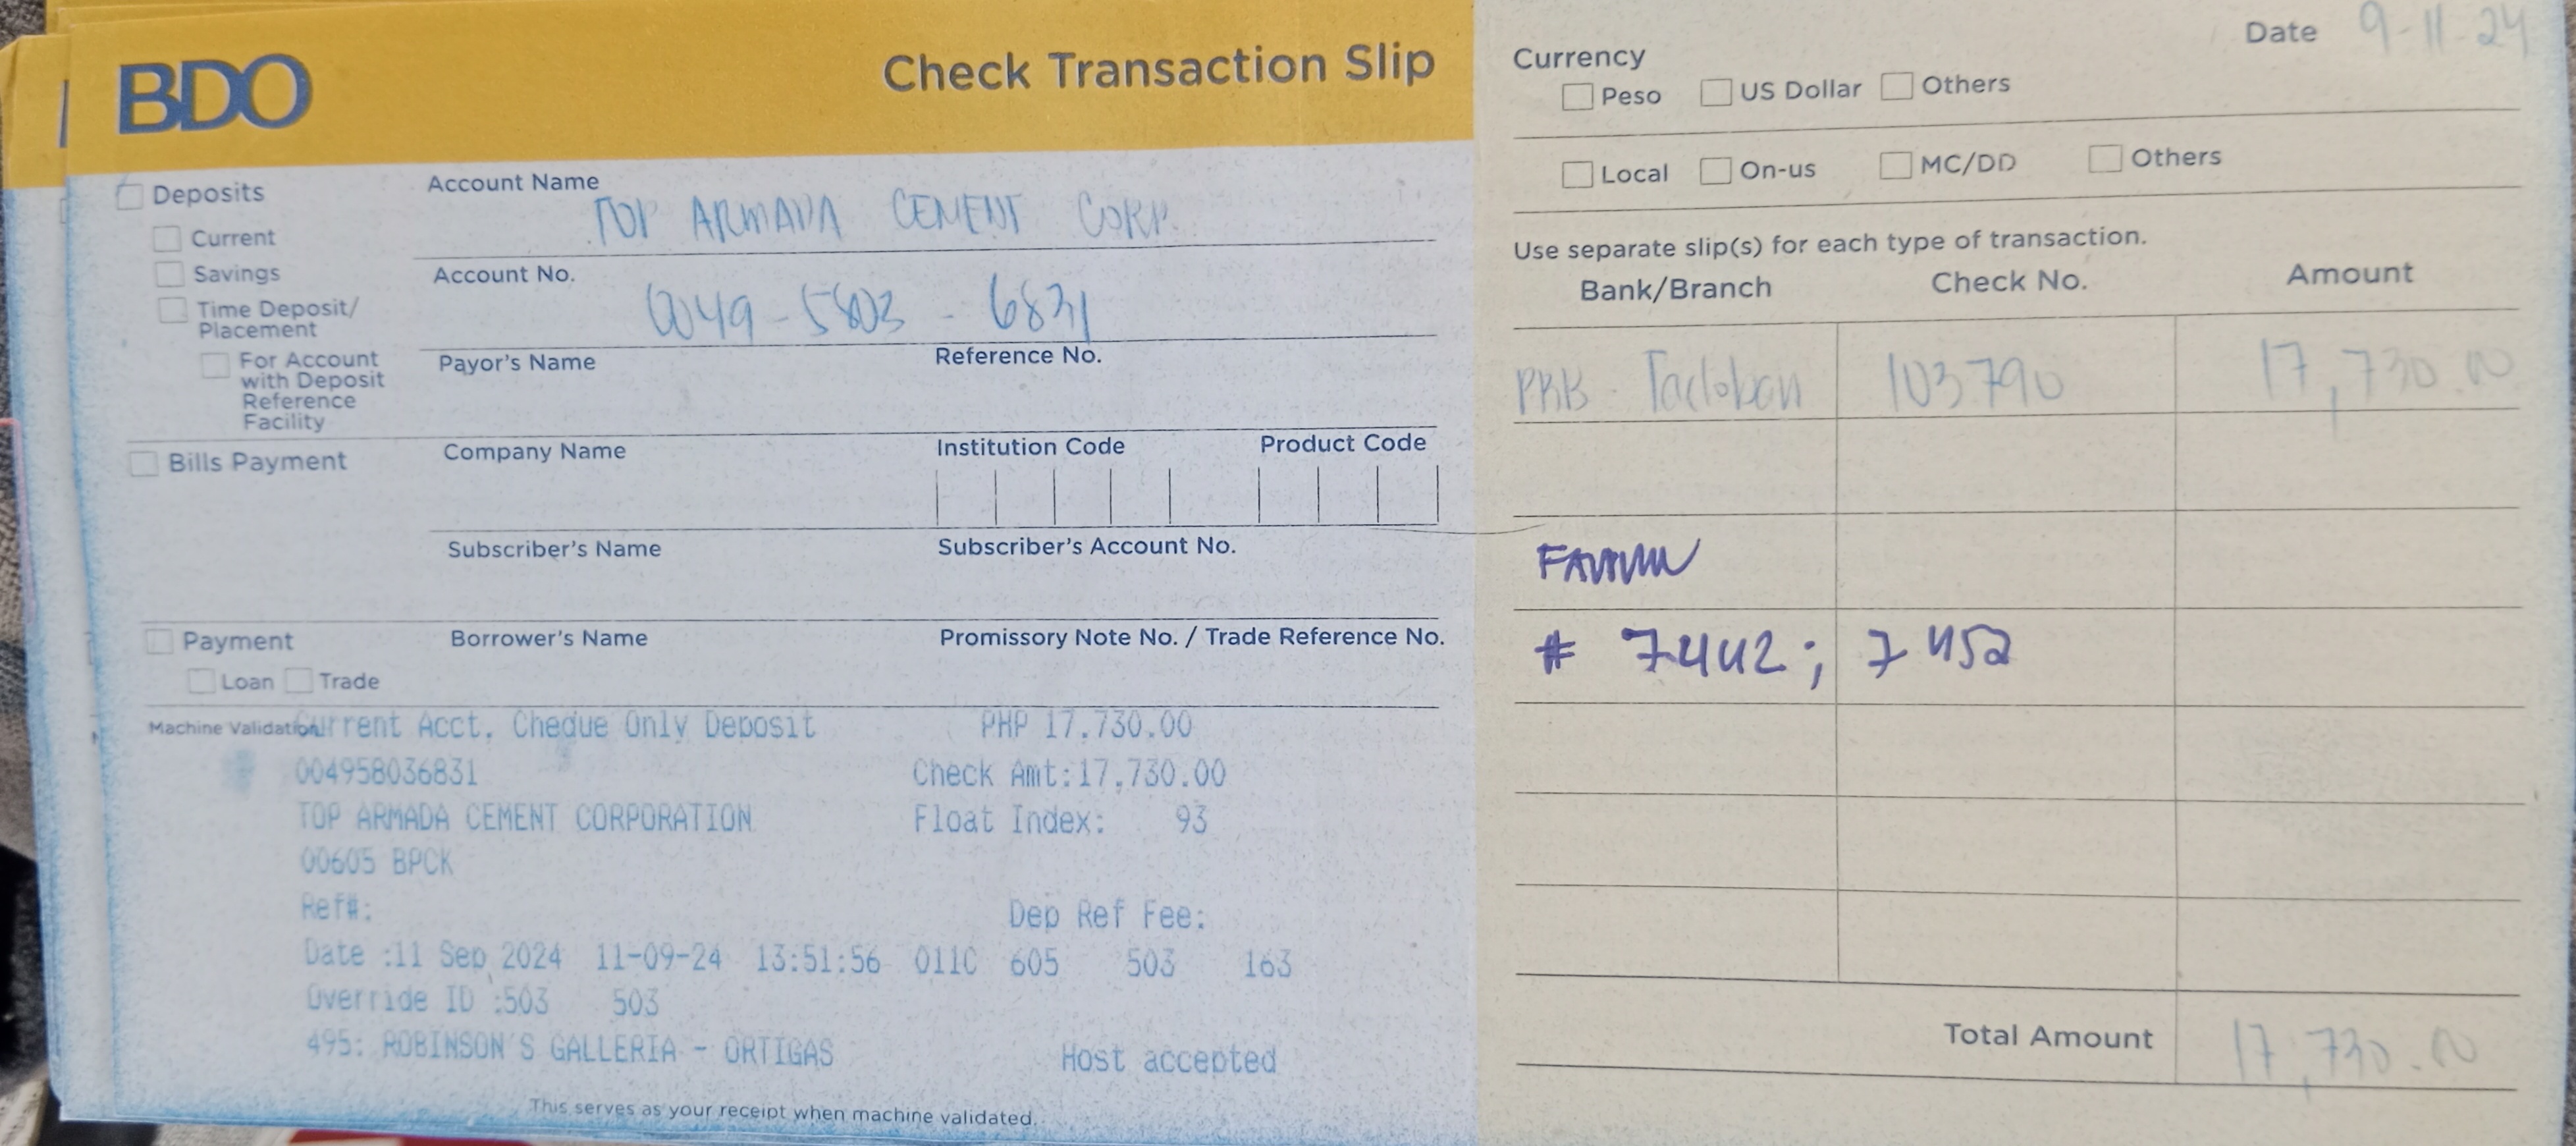 BDO
Check Transaction Slip
Deposits
Current
Savings
Time Deposit/
Placement
For Account
with Deposit
Reference
Facility
Bills Payment
Payment
Loan Trade
Account Name
TOP ARMADA CEMENT CORP.
Account No.
0049-5803-6831
Payor's Name Reference No.
Company Name Institution Code Product Code
Subscriber's Name Subscriber's Account No.
Borrower's Name Promissory Note No. / Trade Reference No.
Machine Validation
Current Acct. Cheque Only Deposit PHP 17,730.00
004958036831 Check Amt:17,730.00
TOP ARMADA CEMENT CORPORATION Float Index: 93
00605 BPCK
Ref#: Dep Ref Fee:
Date :11 Sep 2024 11-09-24 13:51:56 011C 605 503 163
Override ID :503 503
495: ROBINSON'S GALLERIA - ORTIGAS Host accepted
This serves as your receipt when machine validated.
Date 9-11-24
Currency
Peso US Dollar Others
Local On-us MC/DD Others
Use separate slip(s) for each type of transaction.
Bank/Branch Check No. Amount
Tacloban 103790 17,730.00
# 7442; 7452
Total Amount 17,730.00